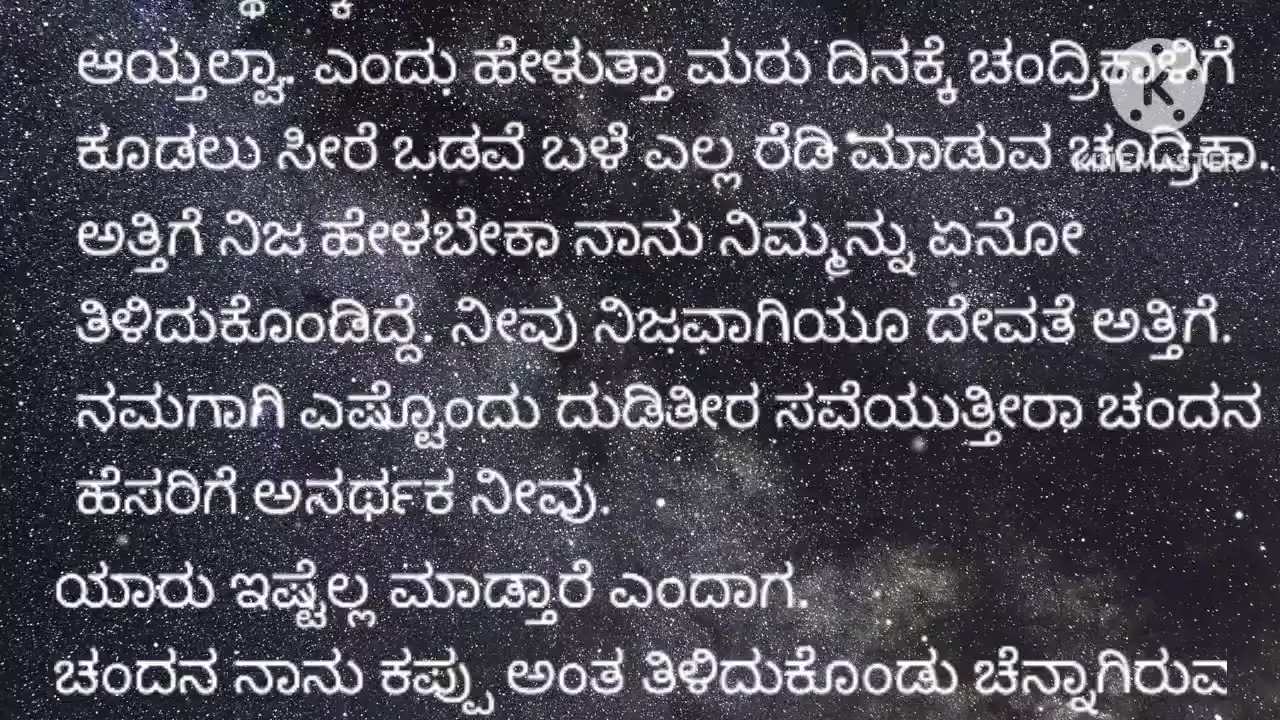 ಆಯ್ತಲ್ವಾ. ಎಂದು ಹೇಳುತ್ತಾ ಮರು ದಿನಕ್ಕೆ ಚಂದ್ರಿಕಾಳಿಗೆ
ಕೂಡಲು ಸೀರೆ ಒಡವೆ ಬಳೆ ಎಲ್ಲ ರೆಡಿ ಮಾಡುವ ಚಂದ್ರಿಕಾ.
KINEMASTER
ಅತ್ತಿಗೆ ನಿಜ ಹೇಳಬೇಕಾ ನಾನು ನಿಮ್ಮನ್ನು ಏನೋ
ತಿಳಿದುಕೊಂಡಿದ್ದೆ. ನೀವು ನಿಜವಾಗಿಯೂ ದೇವತೆ ಅತ್ತಿಗೆ.
ನಮಗಾಗಿ ಎಷ್ಟೊಂದು ದುಡಿತೀರ ಸವೆಯುತ್ತೀರಾ ಚಂದನ
ಹೆಸರಿಗೆ ಅನರ್ಥಕ ನೀವು.
ಯಾರು ಇಷ್ಟೆಲ್ಲ ಮಾಡ್ತಾರೆ ಎಂದಾಗ.
ಚಂದನ ನಾನು ಕಪ್ಪು ಅಂತ ತಿಳಿದುಕೊಂಡು ಚೆನ್ನಾಗಿರುವ